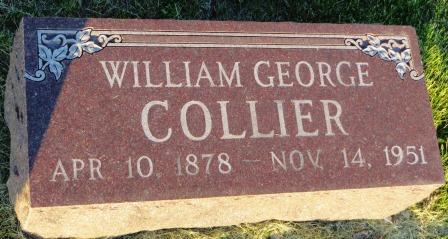 WILLIAM GEORGE
COLLIER
APR 10, 1878 — NOV 14, 1951